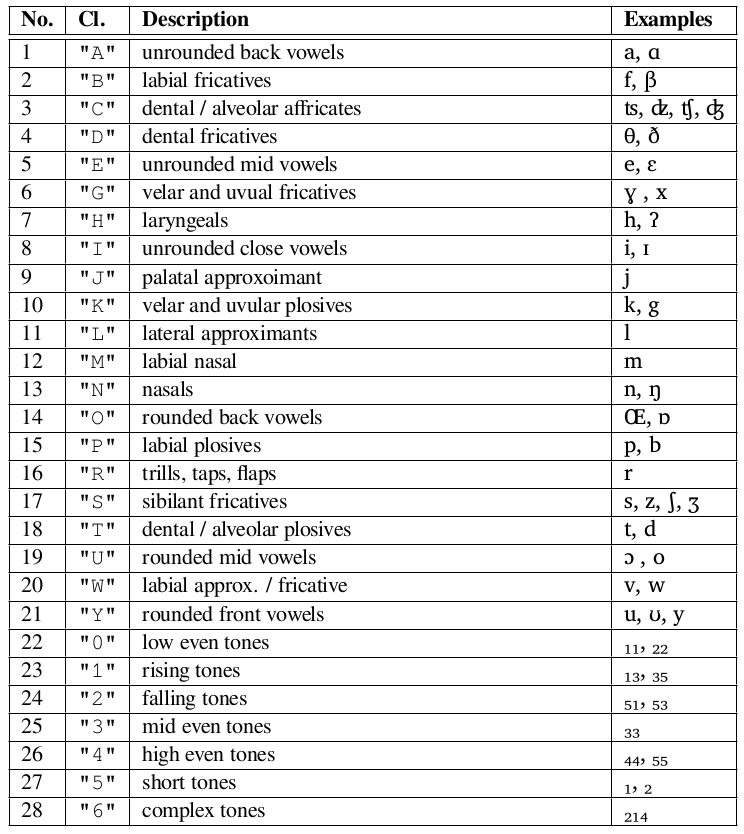 No. Cl. Description Examples
1 "A" unrounded back vowels a, ɑ
2 "B" labial fricatives f, β
3 "C" dental / alveolar affricates ʦ, ʣ, ʧ, ʤ
4 "D" dental fricatives θ, ð
5 "E" unrounded mid vowels e, ɛ
6 "G" velar and uvual fricatives ɣ , x
7 "H" laryngeals h, ʔ
8 "I" unrounded close vowels i, ɪ
9 "J" palatal approxoimant j
10 "K" velar and uvular plosives k, g
11 "L" lateral approximants l
12 "M" labial nasal m
13 "N" nasals n, ŋ
14 "O" rounded back vowels Œ, ɒ
15 "P" labial plosives p, b
16 "R" trills, taps, flaps r
17 "S" sibilant fricatives s, z, ʃ, ʒ
18 "T" dental / alveolar plosives t, d
19 "U" rounded mid vowels ɔ , o
20 "W" labial approx. / fricative v, w
21 "Y" rounded front vowels u, ʊ, y
22 "0" low even tones ₁₁, ₂₂
23 "1" rising tones ₁₃, ₃₅
24 "2" falling tones ₅₁, ₅₃
25 "3" mid even tones ₃₃
26 "4" high even tones ₄₄, ₅₅
27 "5" short tones ₁, ₂
28 "6" complex tones ₂₁₄